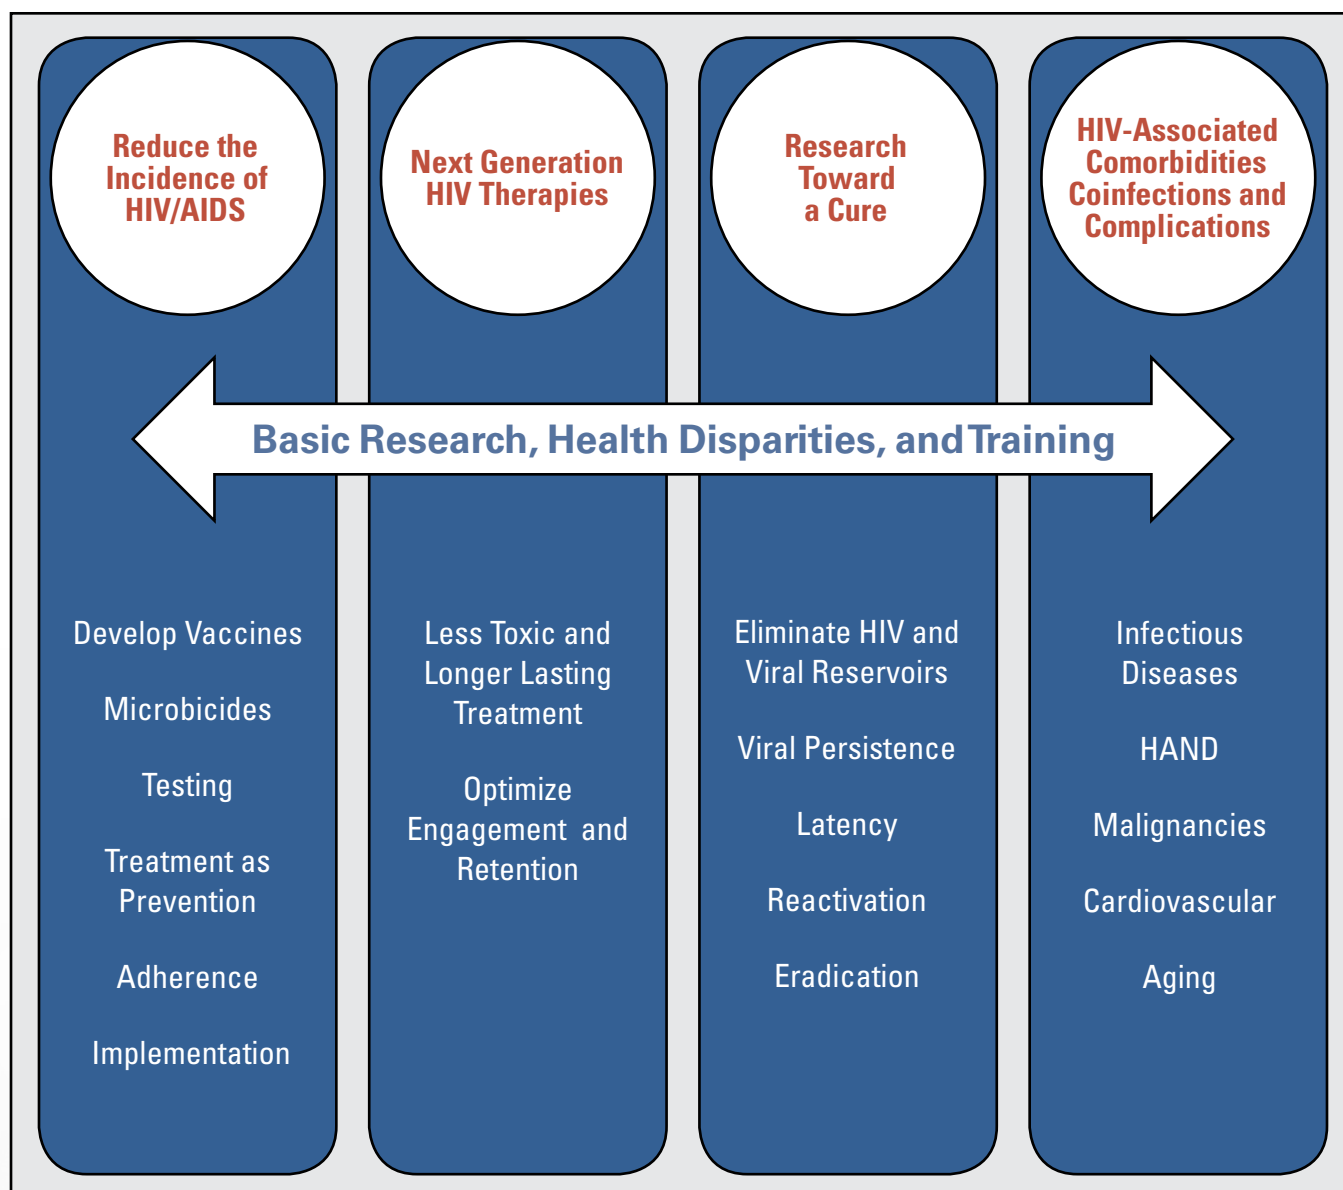 Reduce the
Incidence of
HIV/AIDS
Next Generation
HIV Therapies
Research
Toward
a Cure
HIV-Associated
Comorbidities
Coinfections and
Complications
Basic Research, Health Disparities, and Training
Develop Vaccines
Microbicides
Testing
Treatment as
Prevention
Adherence
Implementation
Less Toxic and
Longer Lasting
Treatment
Optimize
Engagement and
Retention
Eliminate HIV and
Viral Reservoirs
Viral Persistence
Latency
Reactivation
Eradication
Infectious
Diseases
HAND
Malignancies
Cardiovascular
Aging